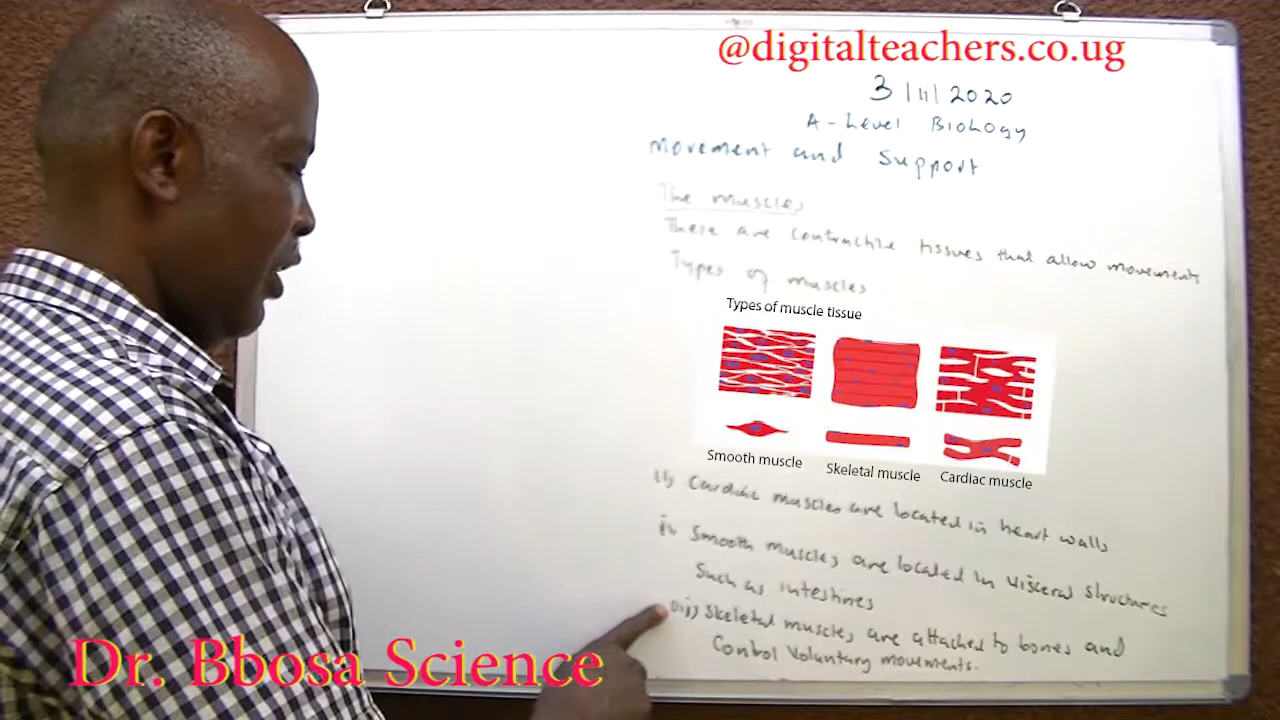 @digitalteachers.co.ug
3/11/2020
A-Level Biology
Movement and Support
The muscles
These are contractile tissues that allow movements
Types of muscles
Types of muscle tissue
Smooth muscle Skeletal muscle Cardiac muscle
(i) Cardiac muscles are located in heart walls
ii. Smooth muscles are located in visceral structures
Such as intestines
(iii) Skeletal muscles are attached to bones and
Control voluntary movements.
Dr. Bbosa Science